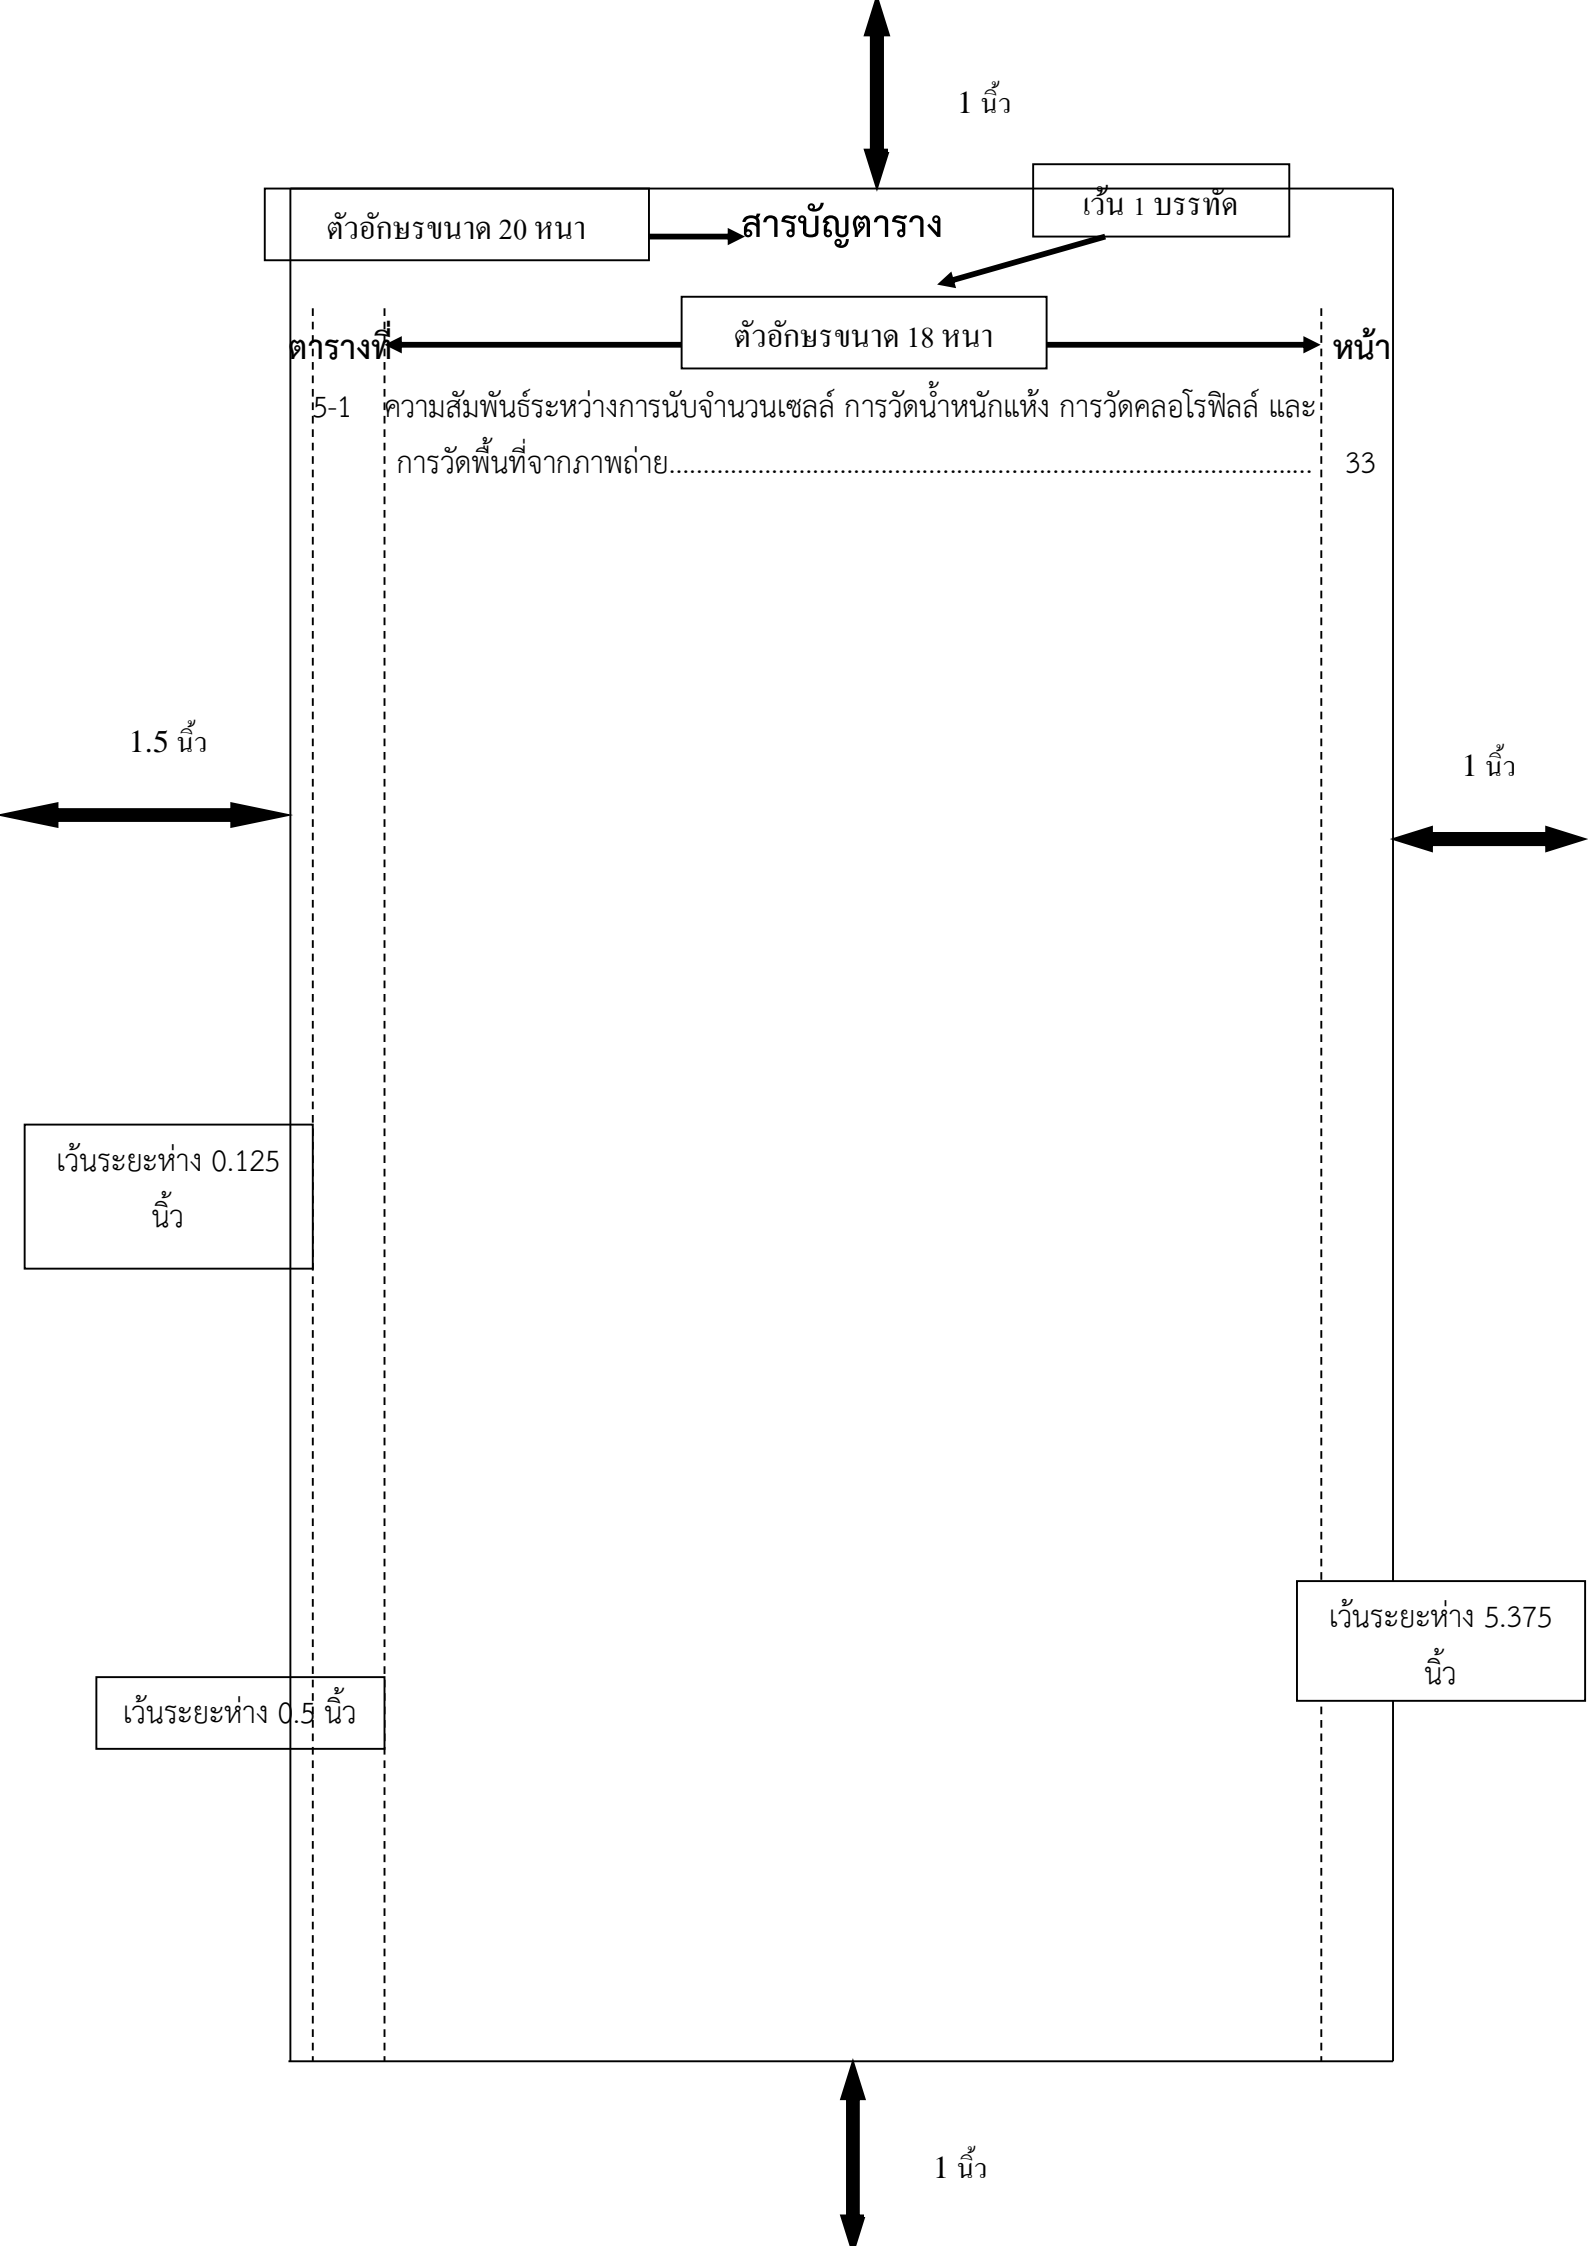 1 นิ้ว
เว้น 1 บรรทัด
ตัวอักษรขนาด 20 หนา
สารบัญตาราง
ตัวอักษรขนาด 18 หนา
ตารางที่
หน้า
5-1 ความสัมพันธ์ระหว่างการนับจำนวนเซลล์ การวัดน้ำหนักแห้ง การวัดคลอโรฟิลล์ และ
การวัดพื้นที่จากภาพถ่าย.............................................................................................. 33
1.5 นิ้ว
1 นิ้ว
เว้นระยะห่าง 0.125
นิ้ว
เว้นระยะห่าง 5.375
นิ้ว
เว้นระยะห่าง 0.5 นิ้ว
1 นิ้ว